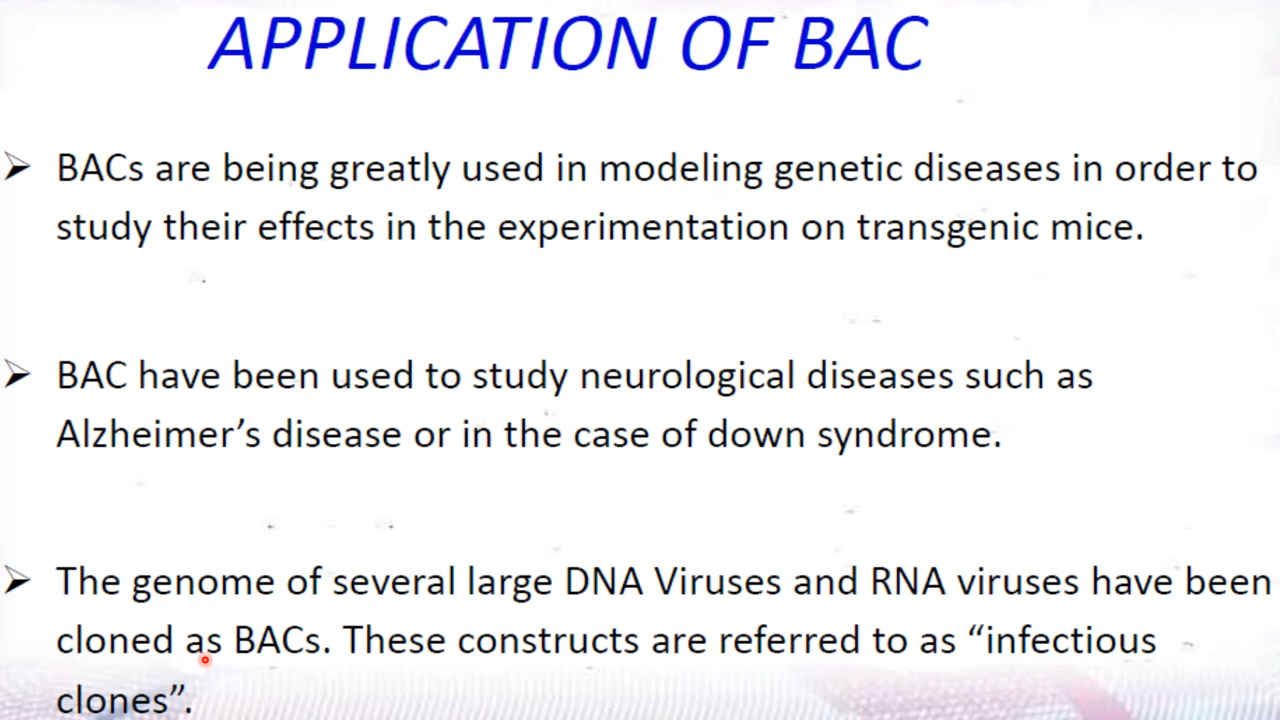 APPLICATION OF BAC
➢ BACs are being greatly used in modeling genetic diseases in order to
study their effects in the experimentation on transgenic mice.
➢ BAC have been used to study neurological diseases such as
Alzheimer’s disease or in the case of down syndrome.
➢ The genome of several large DNA Viruses and RNA viruses have been
cloned as BACs. These constructs are referred to as “infectious
clones”.